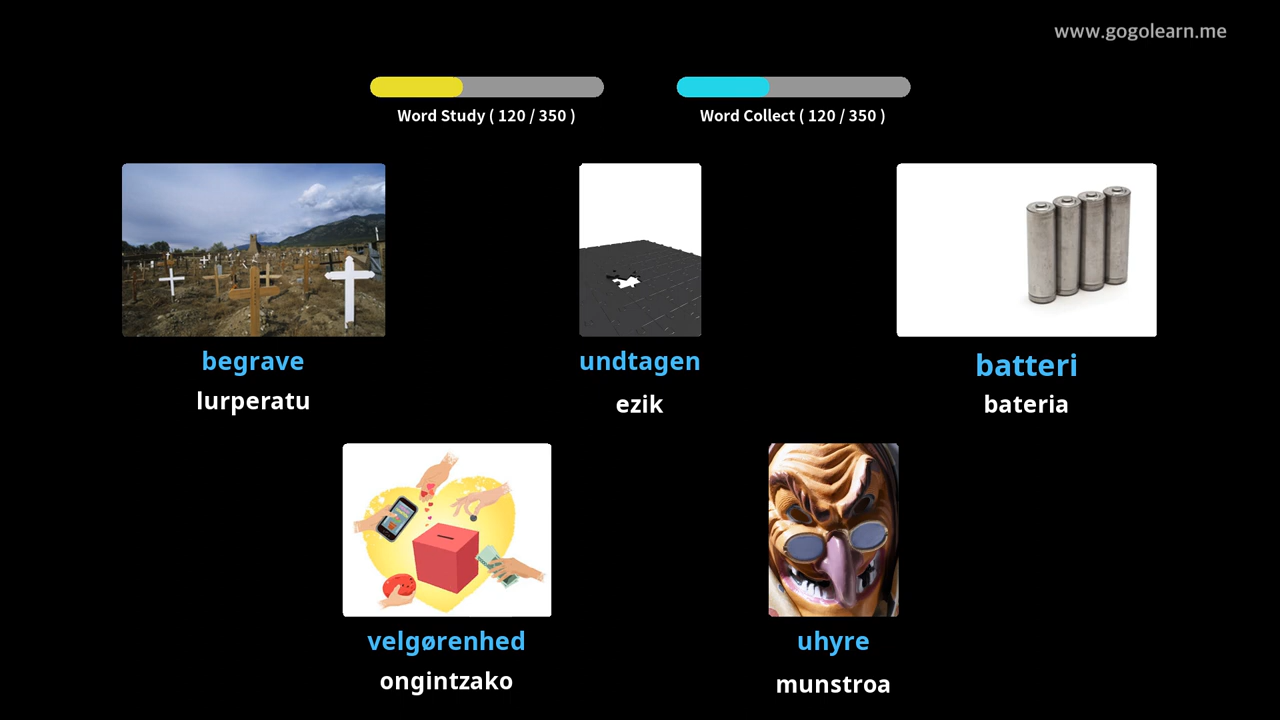 www.gogolearn.me
Word Study ( 120 / 350 )
Word Collect ( 120 / 350 )
begrave
lurperatu
undtagen
ezik
batteri
bateria
velgørenhed
ongintzako
uhyre
munstroa